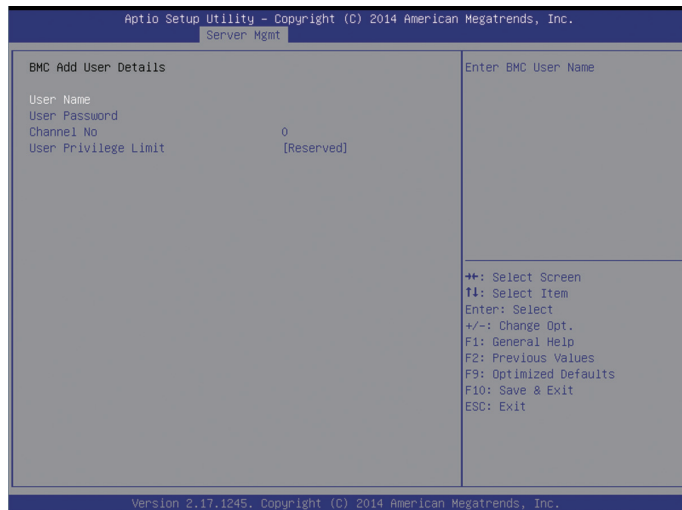 Aptio Setup Utility – Copyright (C) 2014 American Megatrends, Inc.
Server Mgmt
BMC Add User Details
User Name
User Password
Channel No 0
User Privilege Limit [Reserved]
Enter BMC User Name
→←: Select Screen
↑↓: Select Item
Enter: Select
+/-: Change Opt.
F1: General Help
F2: Previous Values
F9: Optimized Defaults
F10: Save & Exit
ESC: Exit
Version 2.17.1245. Copyright (C) 2014 American Megatrends, Inc.